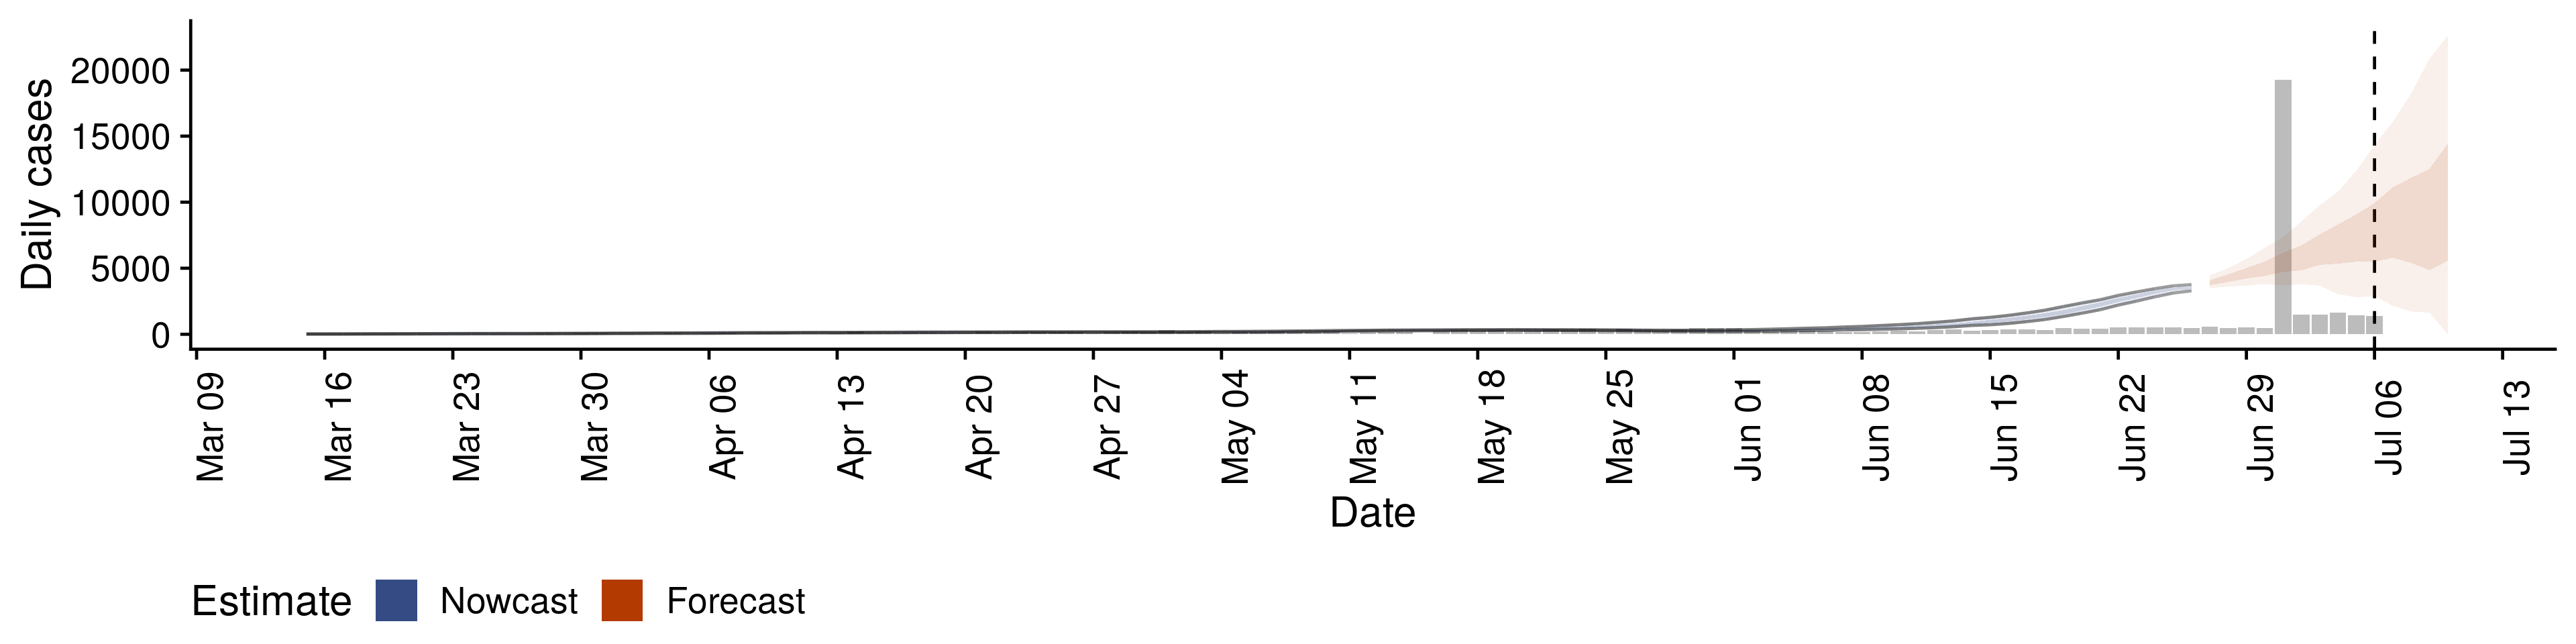 Daily cases
20000
15000
10000
5000
0
Mar 09
Mar 16
Mar 23
Mar 30
Apr 06
Apr 13
Apr 20
Apr 27
May 04
May 11
May 18
May 25
Jun 01
Jun 08
Jun 15
Jun 22
Jun 29
Jul 06
Jul 13
Date
Estimate Nowcast Forecast